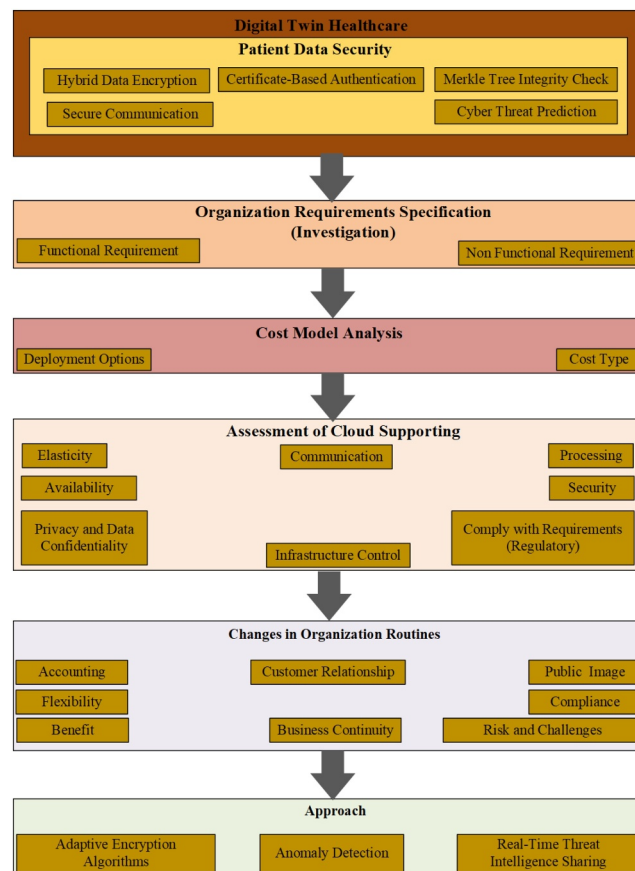 Digital Twin Healthcare
Patient Data Security
Hybrid Data Encryption
Certificate-Based Authentication
Merkle Tree Integrity Check
Secure Communication
Cyber Threat Prediction
Organization Requirements Specification
(Investigation)
Functional Requirement
Non Functional Requirement
Cost Model Analysis
Deployment Options
Cost Type
Assessment of Cloud Supporting
Elasticity
Communication
Processing
Availability
Security
Privacy and Data
Confidentiality
Infrastructure Control
Comply with Requirements
(Regulatory)
Changes in Organization Routines
Accounting
Customer Relationship
Public Image
Flexibility
Compliance
Benefit
Business Continuity
Risk and Challenges
Approach
Adaptive Encryption
Algorithms
Anomaly Detection
Real-Time Threat
Intelligence Sharing